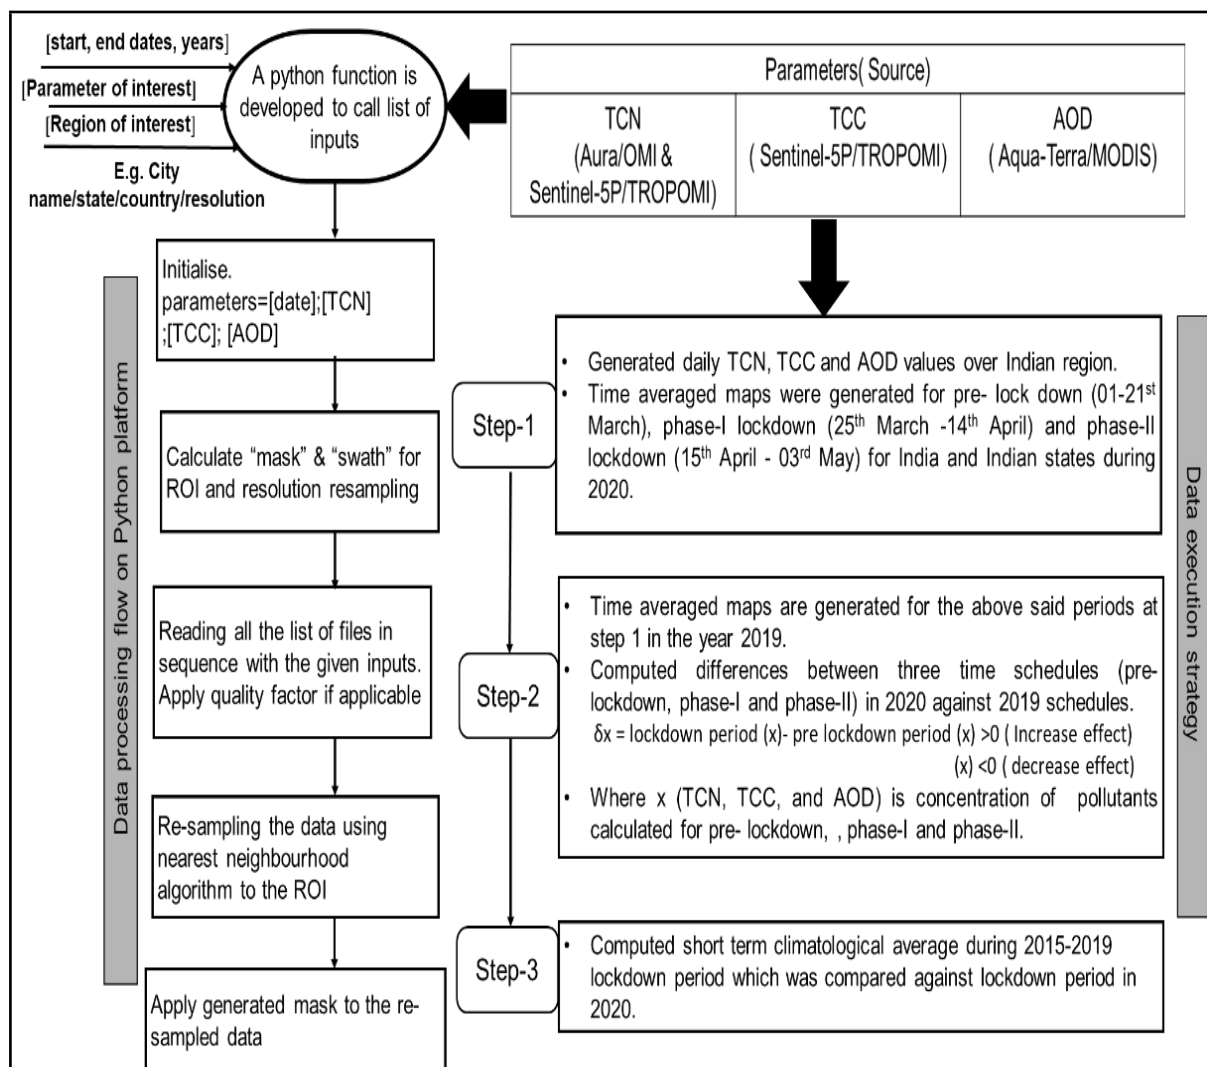 [start, end dates, years]
[Parameter of interest]
[Region of interest]
E.g. City
name/state/country/resolution
A python function is
developed to call list of
inputs
Parameters( Source)
TCN
(Aura/OMI &
Sentinel-5P/TROPOMI)
TCC
( Sentinel-5P/TROPOMI)
AOD
( Aqua-Terra/MODIS)
Data processing flow on Python platform
Initialise.
parameters=[date];[TCN]
;[TCC]; [AOD]
Calculate “mask” & “swath” for
ROI and resolution resampling
Reading all the list of files in
sequence with the given inputs.
Apply quality factor if applicable
Re-sampling the data using
nearest neighbourhood
algorithm to the ROI
Apply generated mask to the re-
sampled data
Step-1
• Generated daily TCN, TCC and AOD values over Indian region.
• Time averaged maps were generated for pre- lock down (01-21st
March), phase-I lockdown (25th March -14th April) and phase-II
lockdown (15th April - 03rd May) for India and Indian states during
2020.
Step-2
• Time averaged maps are generated for the above said periods at
step 1 in the year 2019.
• Computed differences between three time schedules (pre-
lockdown, phase-I and phase-II) in 2020 against 2019 schedules.
δx = lockdown period (x)- pre lockdown period (x) >0 ( Increase effect)
(x) <0 ( decrease effect)
• Where x (TCN, TCC, and AOD) is concentration of pollutants
calculated for pre- lockdown, , phase-I and phase-II.
Step-3
• Computed short term climatological average during 2015-2019
lockdown period which was compared against lockdown period in
2020.
Data execution strategy